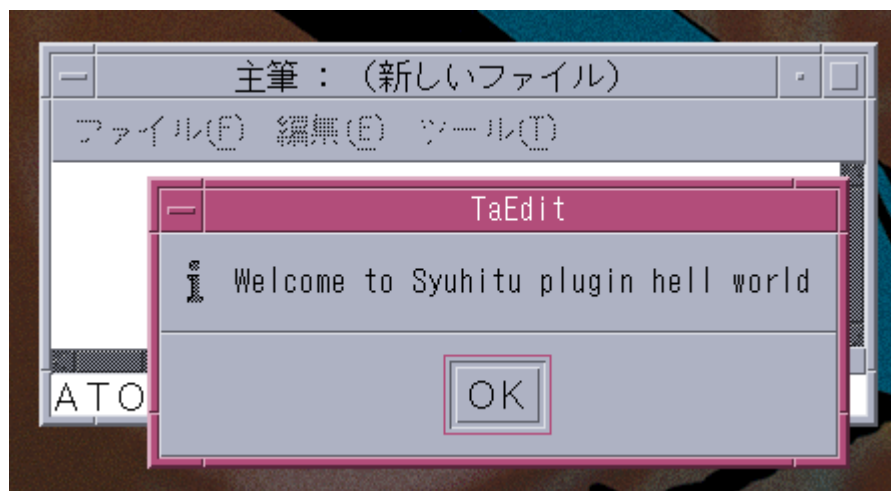 主筆：（新しいファイル）
ファイル(F) 編集(E) ツール(T)
TaEdit
Welcome to Syuhitu plugin hell world
OK
ATO